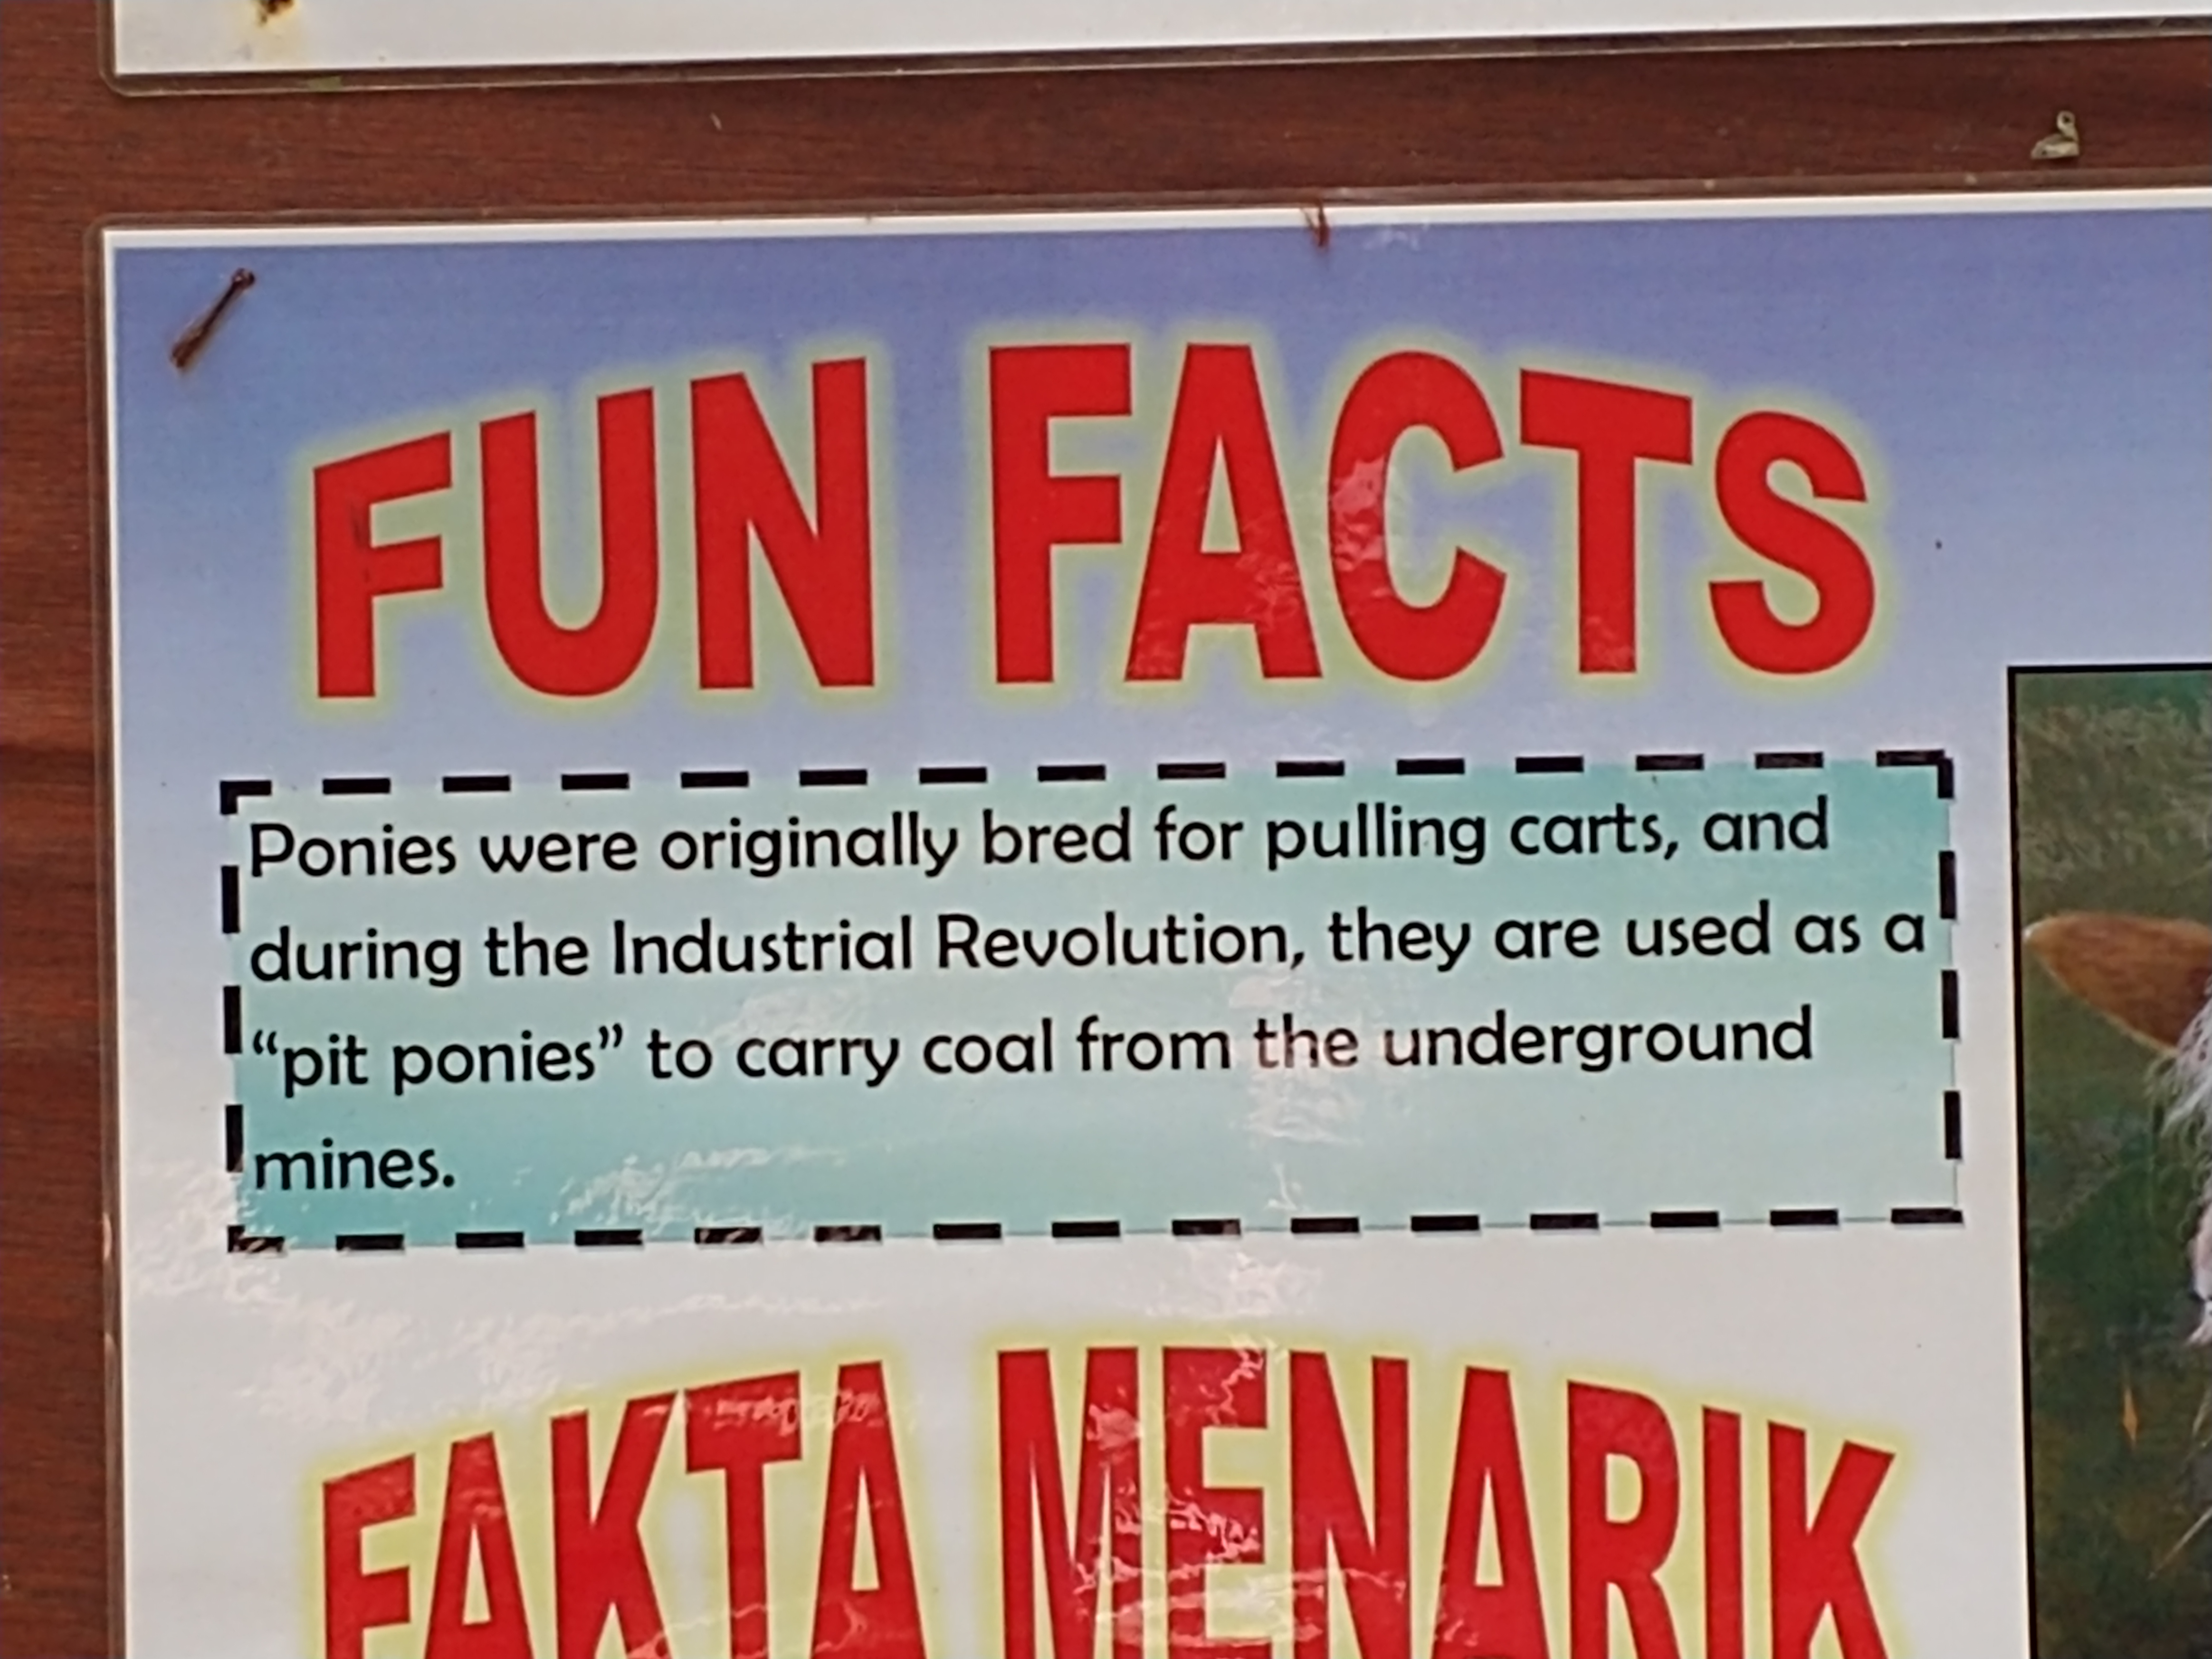 FUN FACTS
Ponies were originally bred for pulling carts, and
during the Industrial Revolution, they are used as a
“pit ponies” to carry coal from the underground
mines.
FAKTA MENARIK